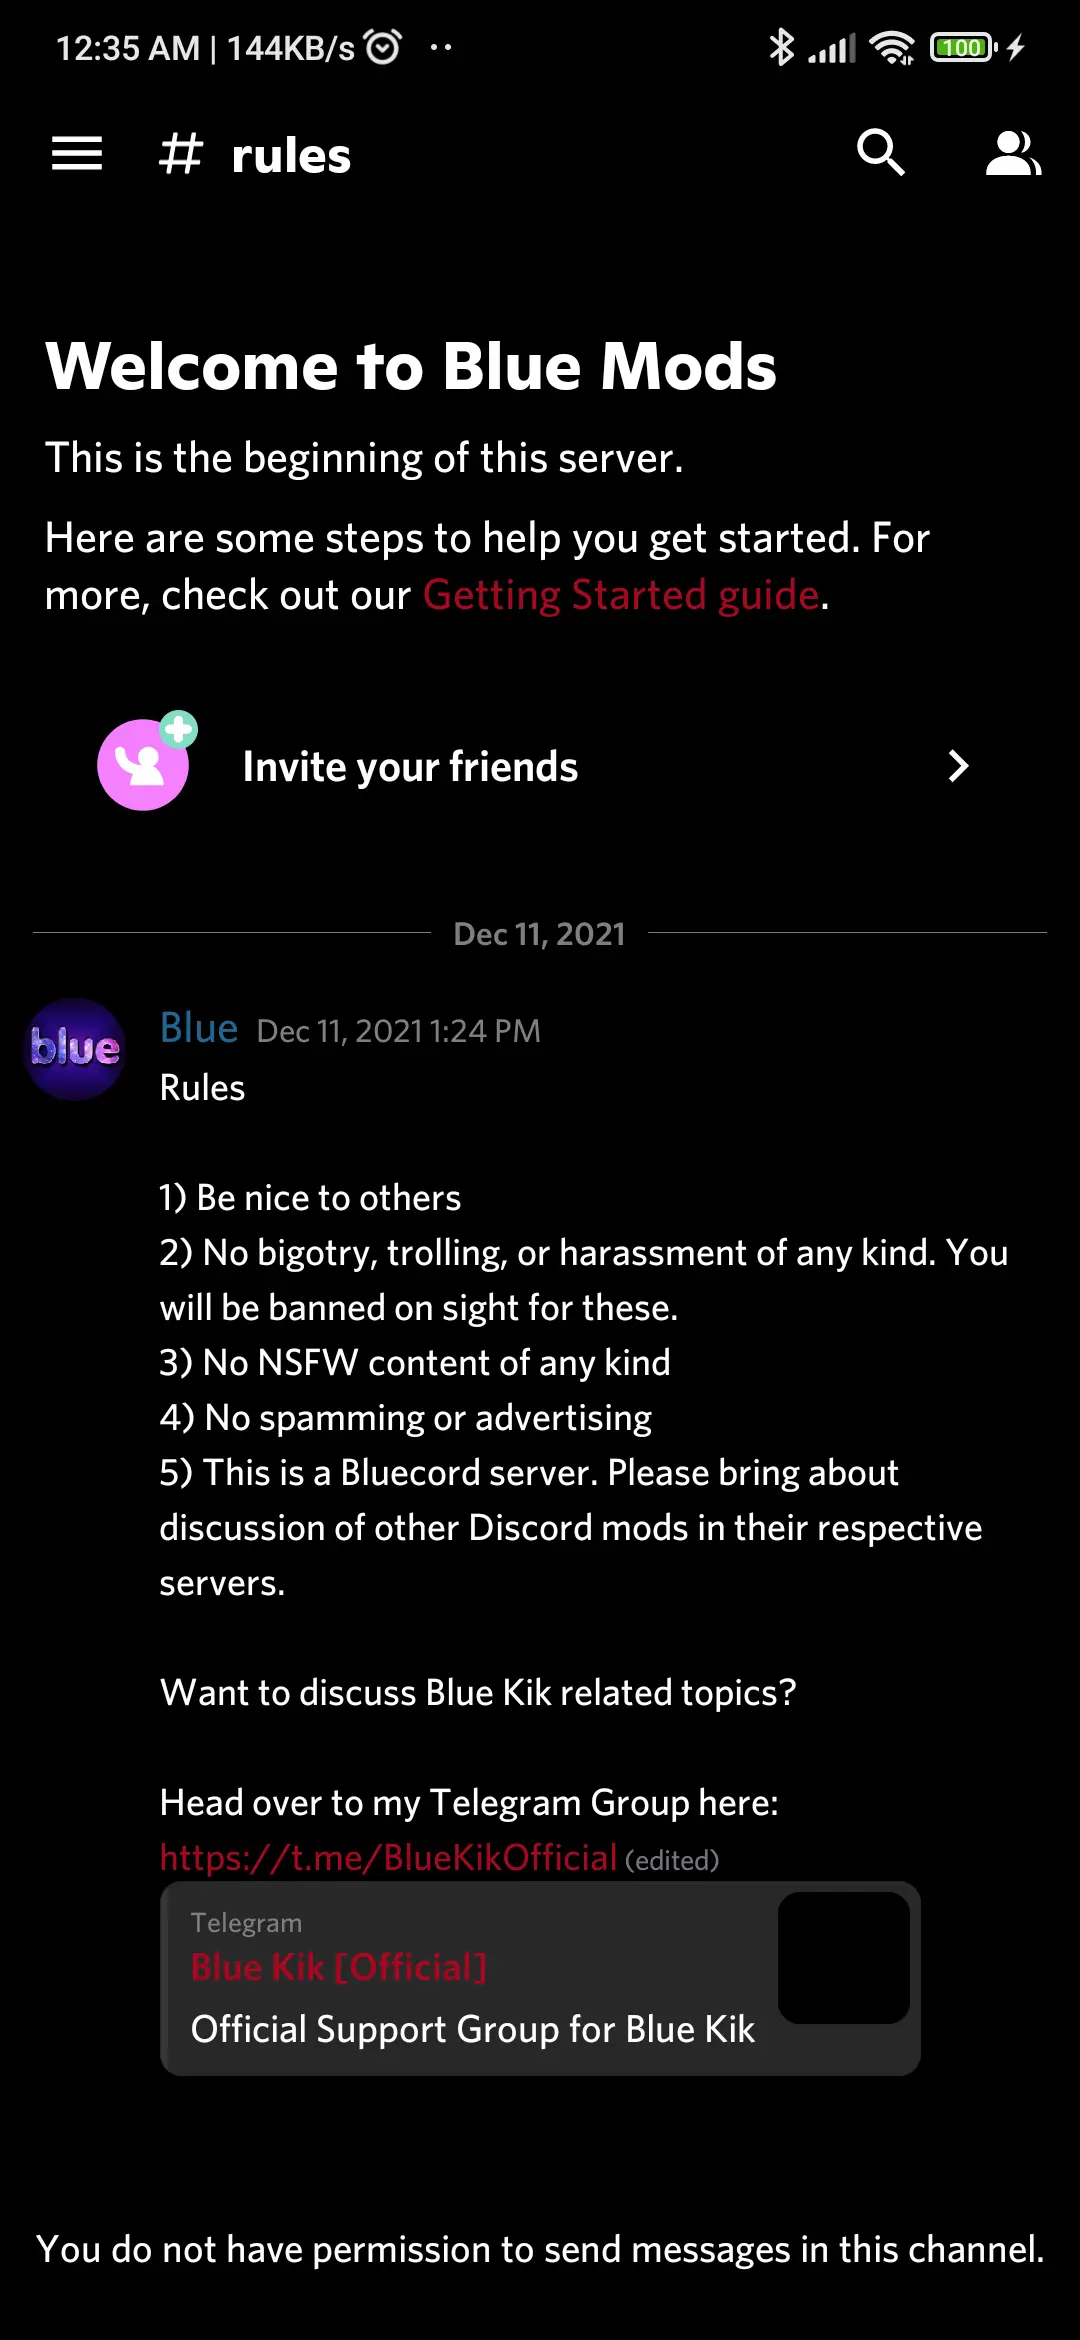 12:35 AM | 144KB/s
100
# rules
Welcome to Blue Mods
This is the beginning of this server.
Here are some steps to help you get started. For
more, check out our Getting Started guide.
Invite your friends
Dec 11, 2021
blue
Blue Dec 11, 2021 1:24 PM
Rules
1) Be nice to others
2) No bigotry, trolling, or harassment of any kind. You
will be banned on sight for these.
3) No NSFW content of any kind
4) No spamming or advertising
5) This is a Bluecord server. Please bring about
discussion of other Discord mods in their respective
servers.
Want to discuss Blue Kik related topics?
Head over to my Telegram Group here:
https://t.me/BlueKikOfficial (edited)
Telegram
Blue Kik [Official]
Official Support Group for Blue Kik
You do not have permission to send messages in this channel.